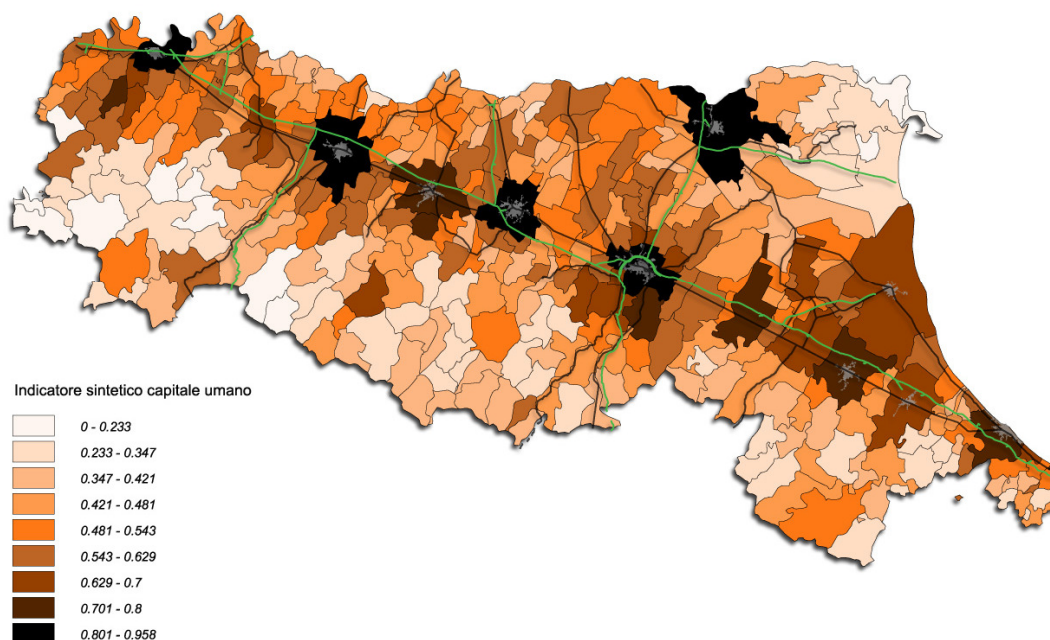 Indicatore sintetico capitale umano
0 - 0.233
0.233 - 0.347
0.347 - 0.421
0.421 - 0.481
0.481 - 0.543
0.543 - 0.629
0.629 - 0.7
0.701 - 0.8
0.801 - 0.958